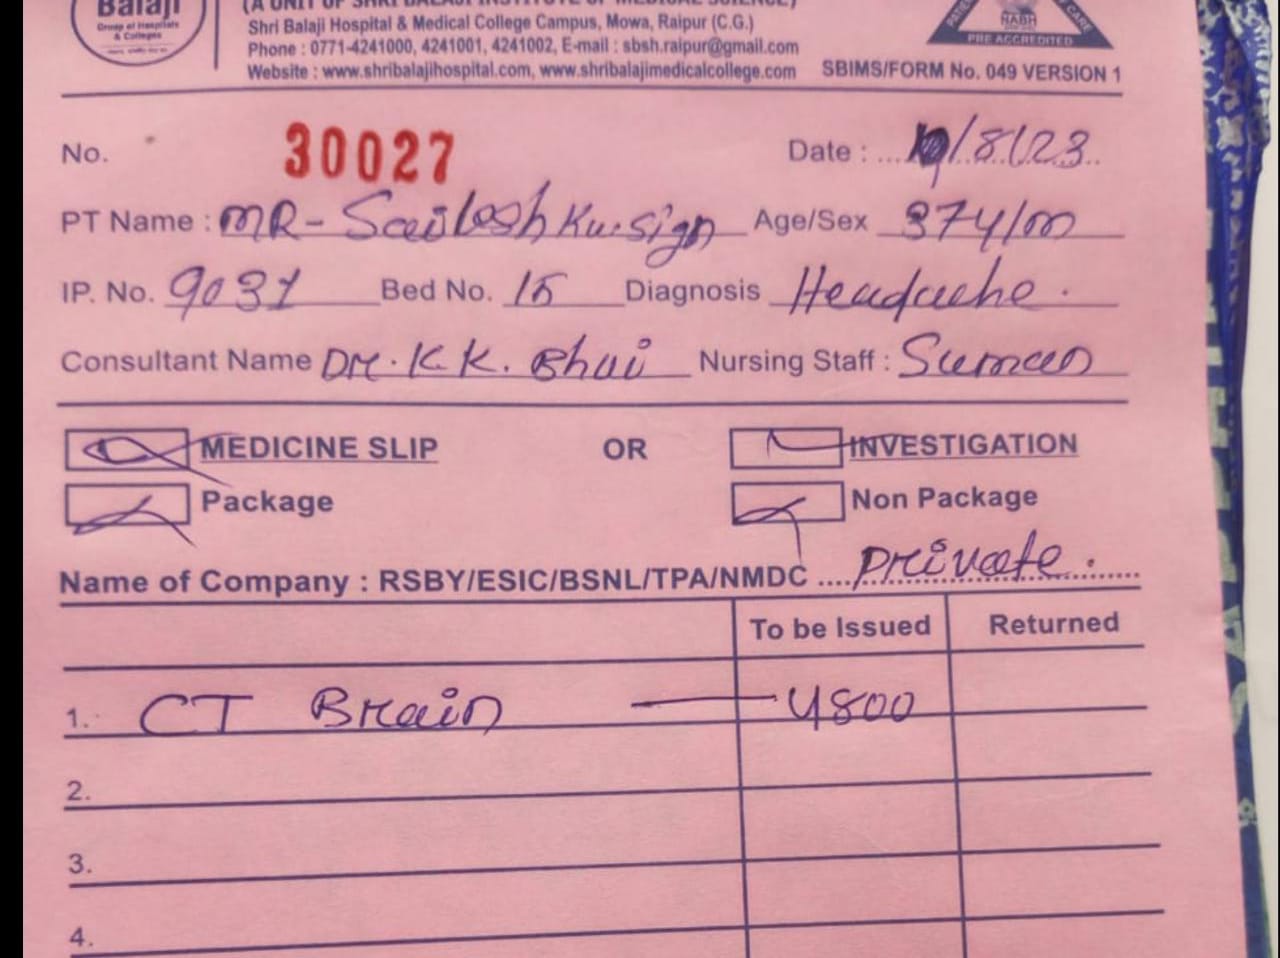 Balaji
Group of Hospitals
& Colleges
(A UNIT OF SHRI BALAJI INSTITUTE OF MEDICAL SCIENCE)
Shri Balaji Hospital & Medical College Campus, Mowa, Raipur (C.G.)
Phone : 0771-4241000, 4241001, 4241002, E-mail : sbsh.raipur@gmail.com
Website : www.shribalajihospital.com, www.shribalajimedicalcollege.com
NABH
PRE ACCREDITED
SBIMS/FORM No. 049 VERSION 1
No. 30027 Date : /8/23
PT Name : MR- Sailesh Ku. Sign Age/Sex 37y/m
IP. No. 9031 Bed No. 15 Diagnosis Headache.
Consultant Name DR. K.K. Bhoi Nursing Staff : Suman
MEDICINE SLIP OR INVESTIGATION
Package Non Package
Name of Company : RSBY/ESIC/BSNL/TPA/NMDC .... Private.
To be Issued Returned
1. CT Brain — 4800
2.
3.
4.